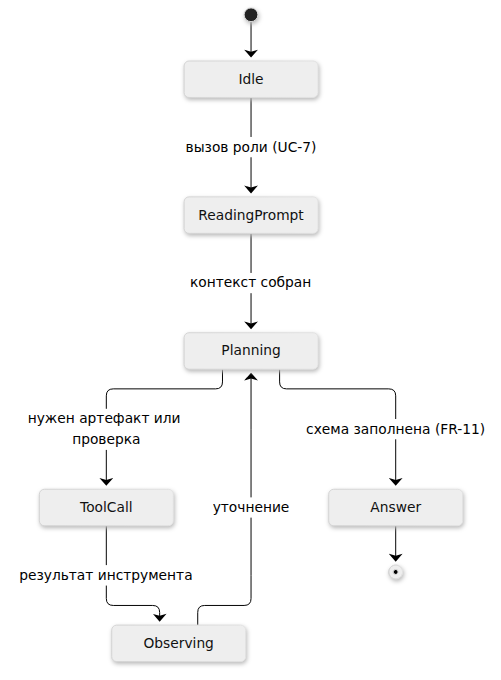 Idle
вызов роли (UC-7)
ReadingPrompt
контекст собран
Planning
нужен артефакт или
проверка
схема заполнена (FR-11)
ToolCall
уточнение
Answer
результат инструмента
Observing